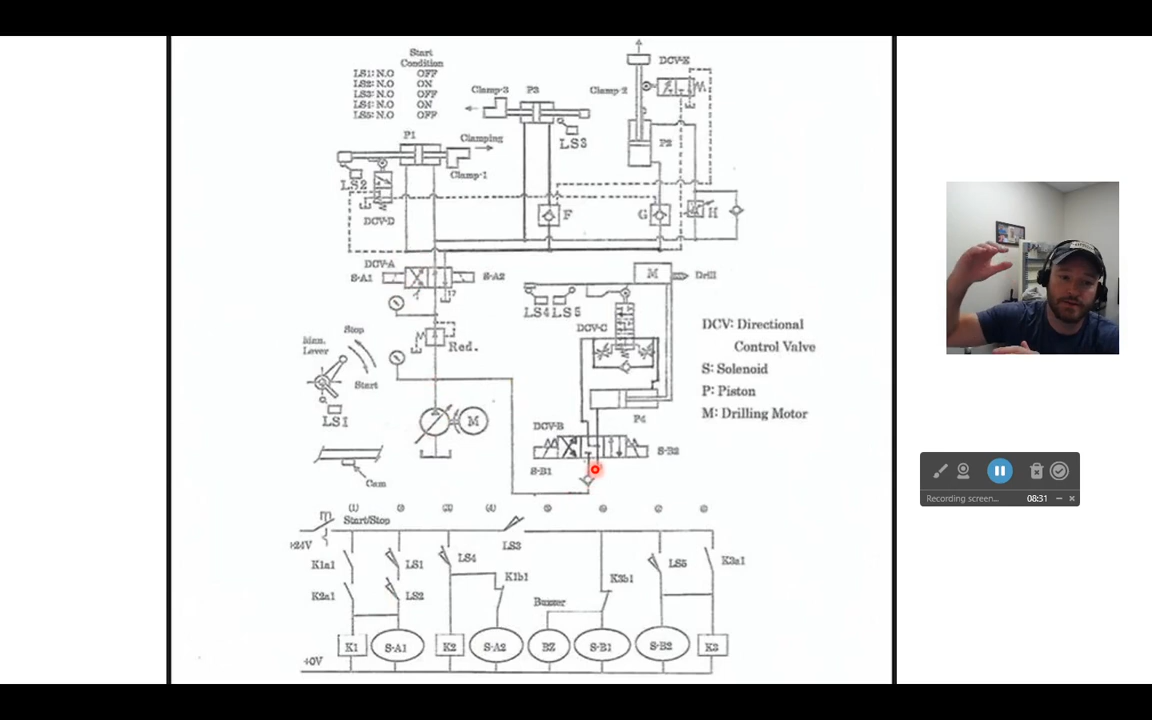 Start
Condition
LS1: N.O OFF
LS2: N.O ON
LS3: N.O OFF
LS4: N.O ON
LS5: N.O OFF
DCV-E
Clamp-3 P3 Clamp-2
LS3
P1 Clamping
P2
Clamp-1
LS2
DCV-D
F G H
DCV-A
S-A1 S-A2
M Drill
LS4 LS5
DCV-C
Stop
Man.
Lever
Red.
Start
LS1
M
P4
DCV-B
S-B1 S-B2
Cam
DCV: Directional
Control Valve
S: Solenoid
P: Piston
M: Drilling Motor
Recording screen... 08:31
Start/Stop
+24V
LS3
K1a1 LS1 LS4 K1b1 K3b1 LS5 K3a1
K2a1 LS2
Buzzer
K1 S-A1 K2 S-A2 BZ S-B1 S-B2 K3
+0V